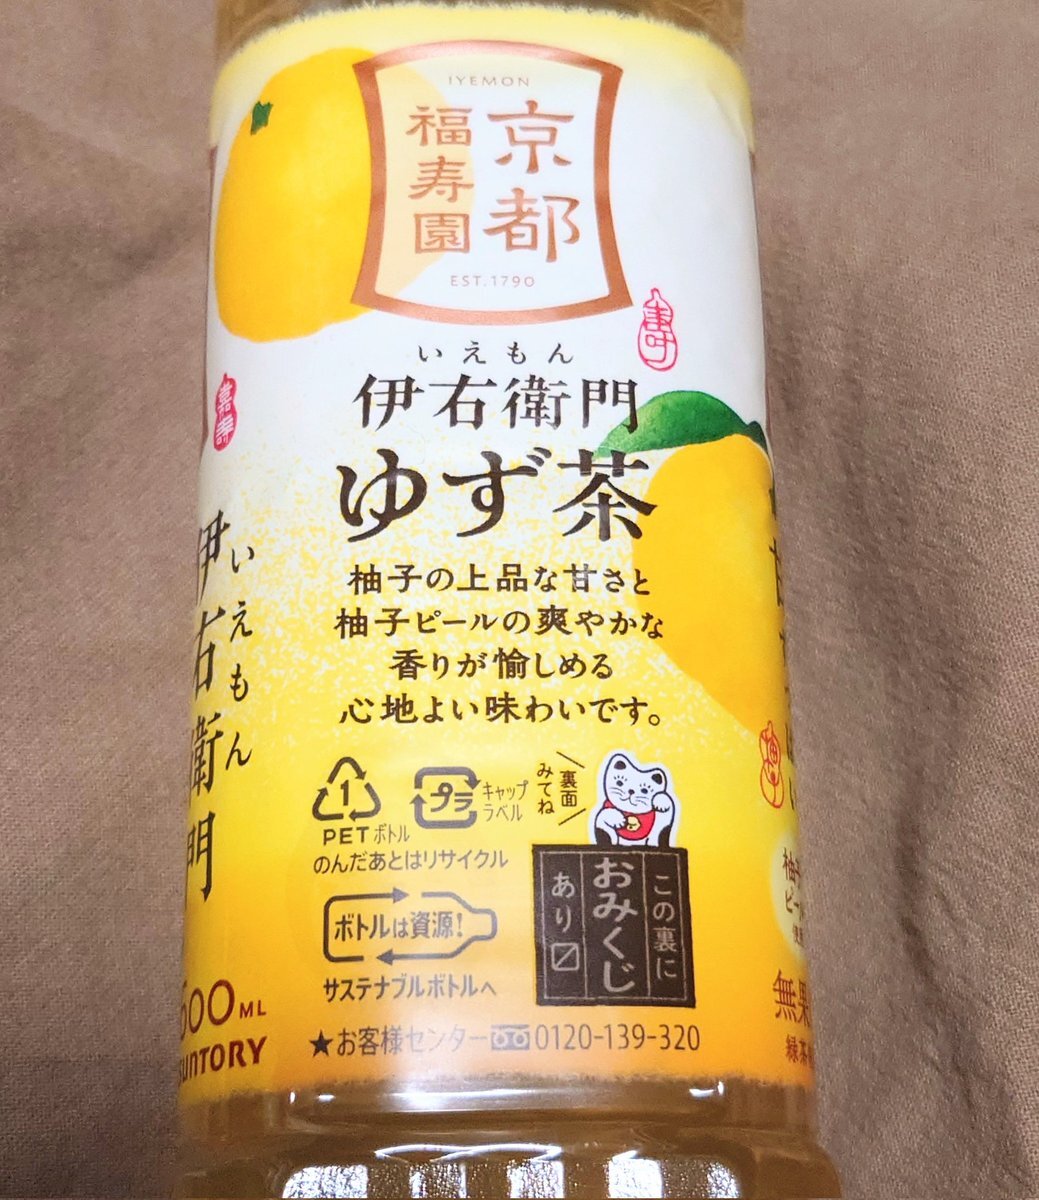 IYEMON
京都
福寿園
EST.1790
いえもん
伊右衛門
ゆず茶
柚子の上品な甘さと
柚子ピールの爽やかな
香りが愉しめる
心地よい味わいです。
いえもん
伊右衛門
嘉寿
1
PETボトル
プラ
キャップ
ラベル
のんだあとはリサイクル
ボトルは資源!
サステナブルボトルへ
裏面
みてね
この裏に
おみくじ
あり
★お客様センター 0120-139-320
600ML
SUNTORY
柚子
無果
緑茶